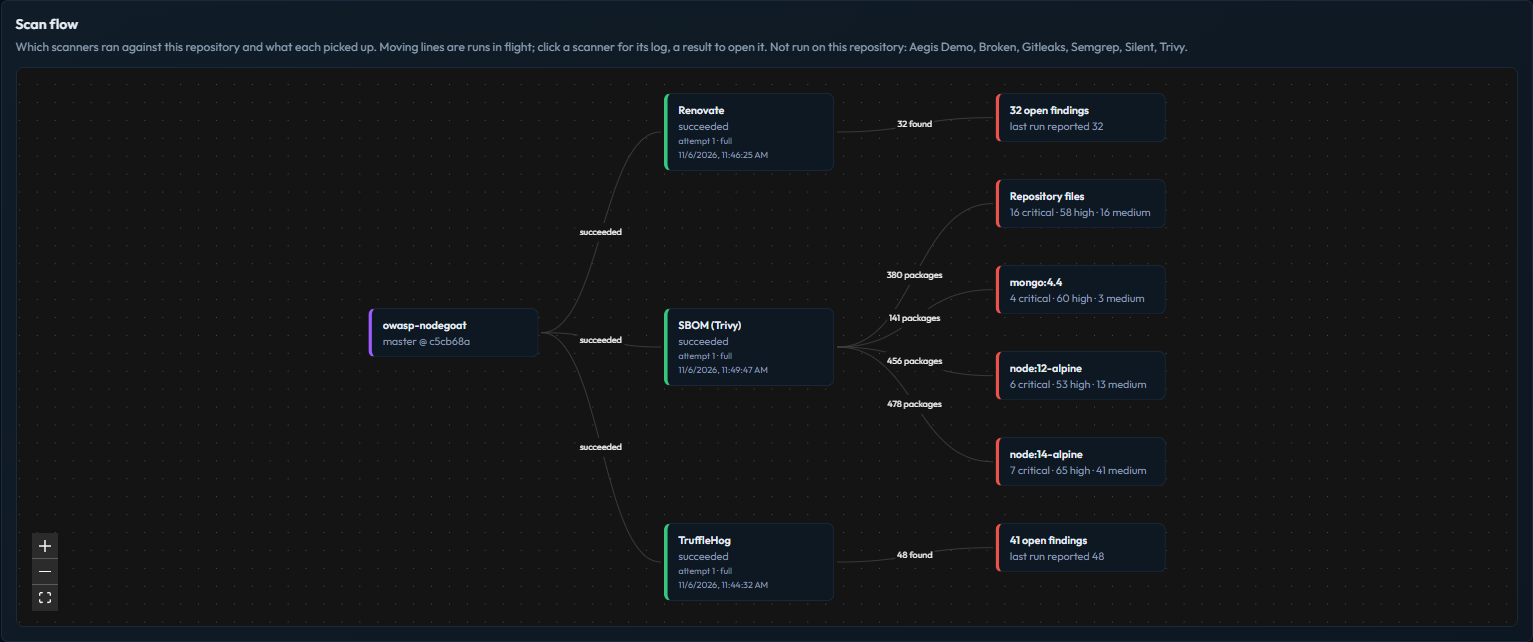 Scan flow
Which scanners ran against this repository and what each picked up. Moving lines are runs in flight; click a scanner for its log, a result to open it. Not run on this repository: Aegis Demo, Broken, Gitleaks, Semgrep, Silent, Trivy.
Renovate
succeeded
attempt 1 · full
11/6/2026, 11:46:25 AM
32 found
32 open findings
last run reported 32
Repository files
16 critical · 58 high · 16 medium
succeeded
380 packages
mongo:4.4
4 critical · 60 high · 3 medium
owasp-nodegoat
master @ c5cb68a
succeeded
SBOM (Trivy)
succeeded
attempt 1 · full
11/6/2026, 11:49:47 AM
141 packages
456 packages
node:12-alpine
6 critical · 53 high · 13 medium
478 packages
succeeded
node:14-alpine
7 critical · 65 high · 41 medium
TruffleHog
succeeded
attempt 1 · full
11/6/2026, 11:44:32 AM
48 found
41 open findings
last run reported 48